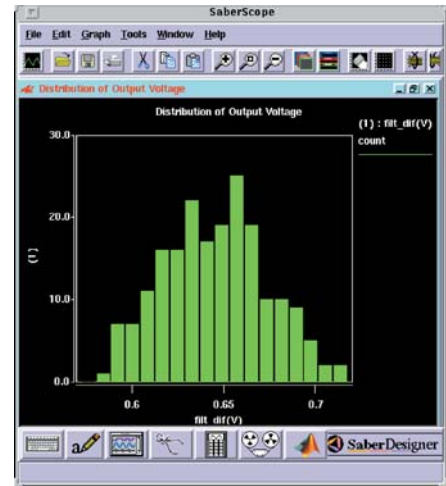 SaberScope
File Edit Graph Tools Window Help
Distribution of Output Voltage
Distribution of Output Voltage
(1) : filt_dif(V)
count
30.0
20.0
(1)
10.0
0.0
0.6 0.65 0.7
filt_dif(V)
SaberDesigner